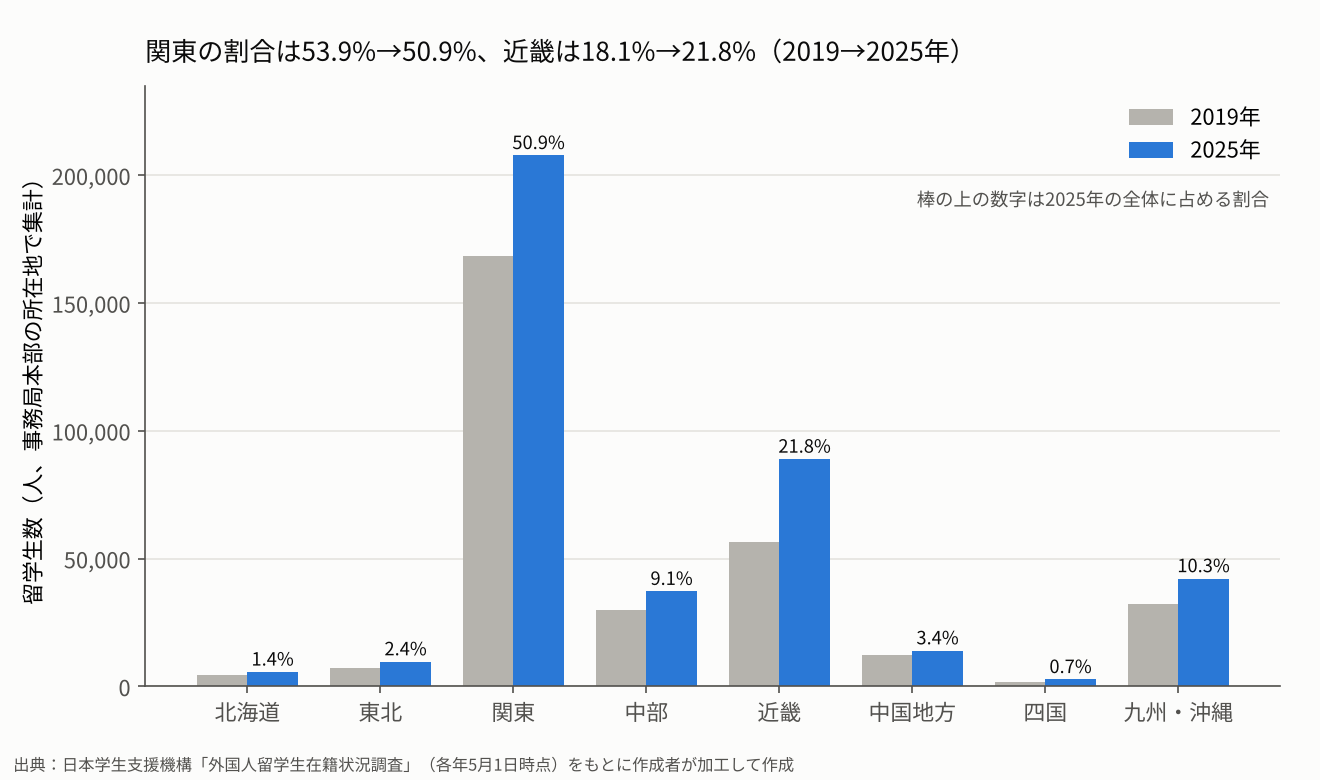 関東の割合は53.9%→50.9%、近畿は18.1%→21.8%（2019→2025年）
2019年
2025年
棒の上の数字は2025年の全体に占める割合
留学生数（人、事務局本部の所在地で集計）
200,000
150,000
100,000
50,000
0
1.4%
2.4%
50.9%
9.1%
21.8%
3.4%
0.7%
10.3%
北海道
東北
関東
中部
近畿
中国地方
四国
九州・沖縄
出典：日本学生支援機構「外国人留学生在籍状況調査」（各年5月1日時点）をもとに作成者が加工して作成